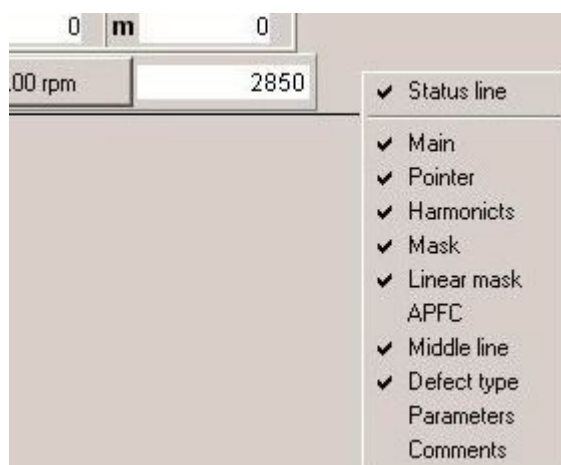 0 m 0
.00 rpm 2850
Status line
Main
Pointer
Harmonicts
Mask
Linear mask
APFC
Middle line
Defect type
Parameters
Comments